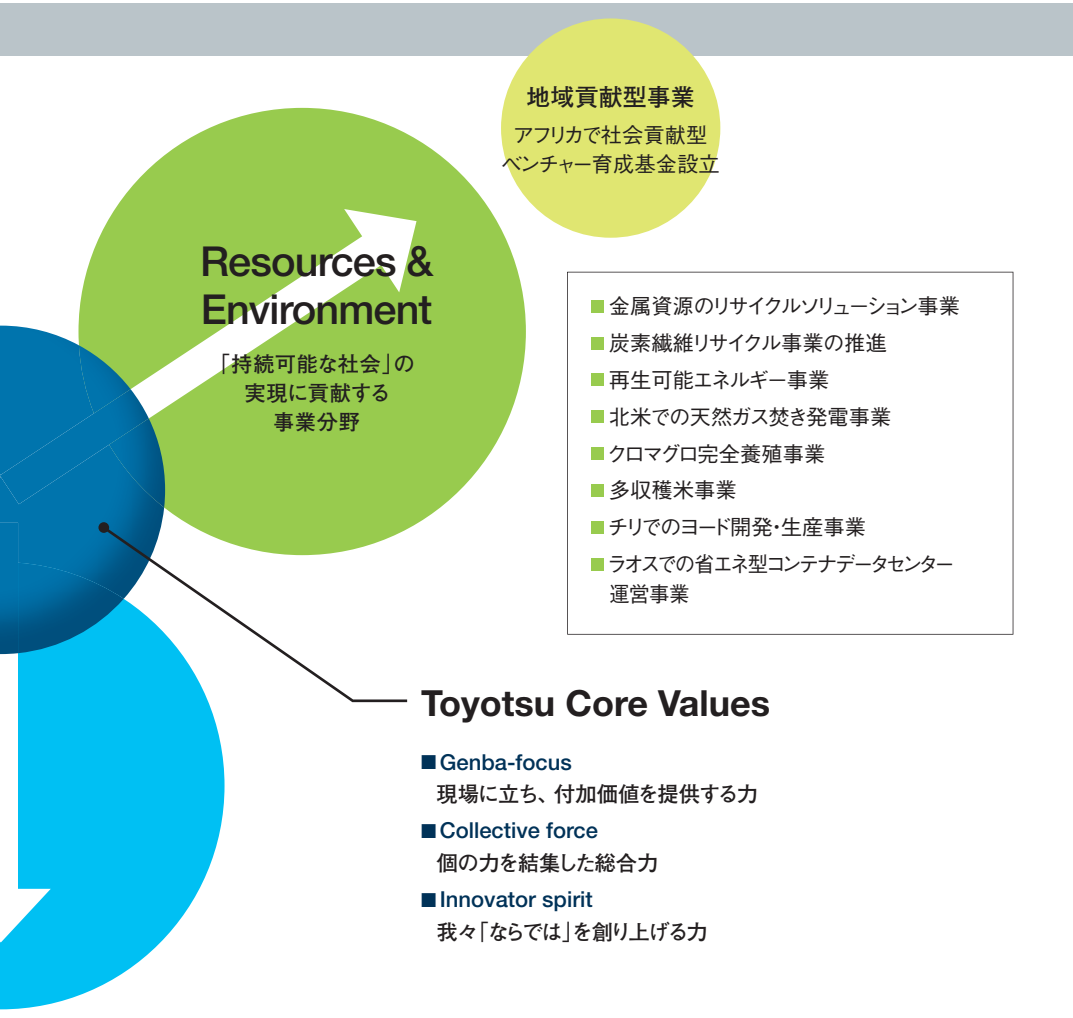 地域貢献型事業
アフリカで社会貢献型
ベンチャー育成基金設立
Resources &
Environment
「持続可能な社会」の
実現に貢献する
事業分野
■ 金属資源のリサイクルソリューション事業
■ 炭素繊維リサイクル事業の推進
■ 再生可能エネルギー事業
■ 北米での天然ガス焚き発電事業
■ クロマグロ完全養殖事業
■ 多収穫米事業
■ チリでのヨード開発・生産事業
■ ラオスでの省エネ型コンテナデータセンター
運営事業
Toyotsu Core Values
■ Genba-focus
現場に立ち、付加価値を提供する力
■ Collective force
個の力を結集した総合力
■ Innovator spirit
我々「ならでは」を創り上げる力